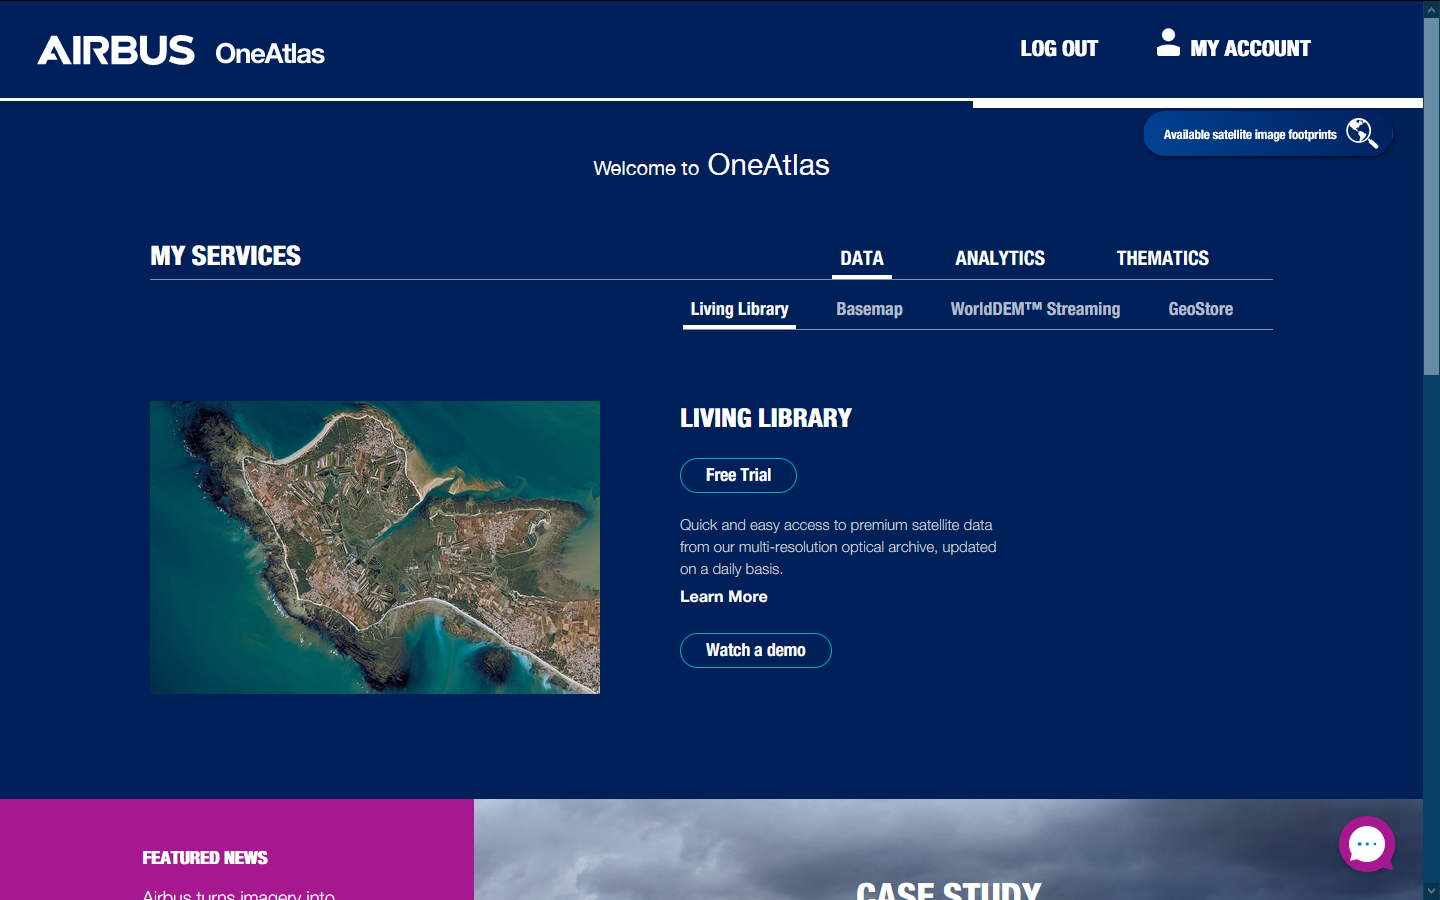 AIRBUS OneAtlas
LOG OUT
MY ACCOUNT
Available satellite image footprints
Welcome to OneAtlas
MY SERVICES
DATA
ANALYTICS
THEMATICS
Living Library
Basemap
WorldDEM™ Streaming
GeoStore
LIVING LIBRARY
Free Trial
Quick and easy access to premium satellite data
from our multi-resolution optical archive, updated
on a daily basis.
Learn More
Watch a demo
FEATURED NEWS
Airbus turns imagery into
CASE STUDY